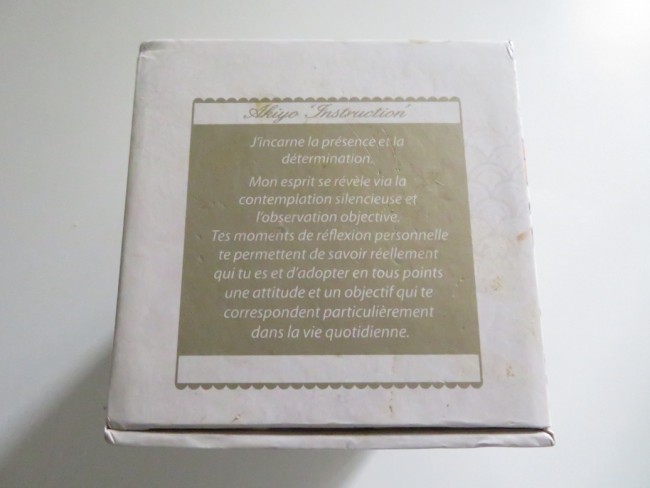 Akiyo 'Instruction'
J'incarne la présence et la
détermination.
Mon esprit se révèle via la
contemplation silencieuse et
l'observation objective.
Tes moments de réflexion personnelle
te permettent de savoir réellement
qui tu es et d'adopter en tous points
une attitude et un objectif qui te
correspondent particulièrement
dans la vie quotidienne.